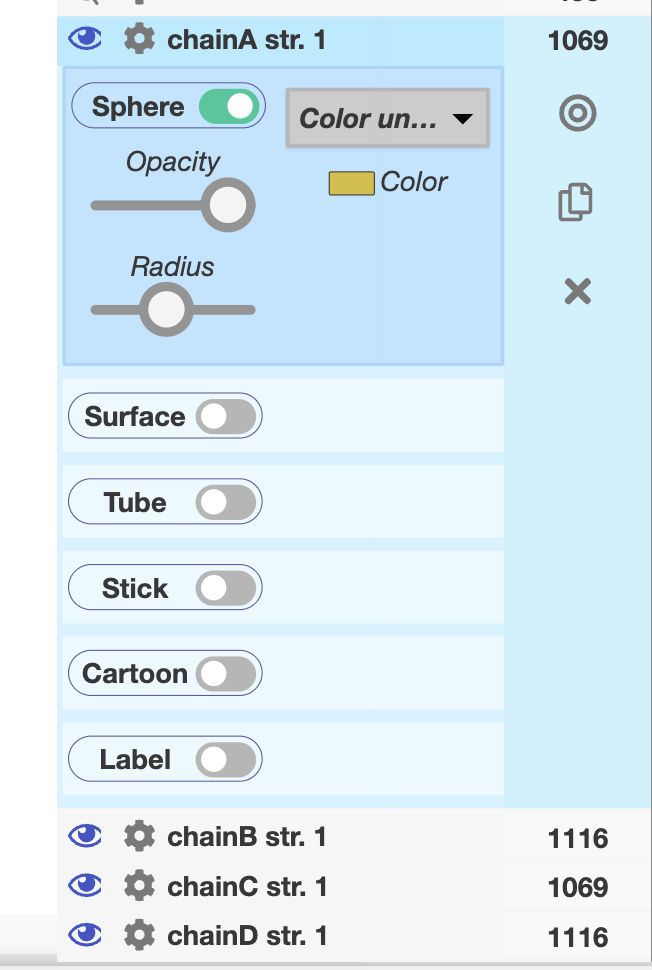 chainA str. 1 1069
Sphere Color un...
Opacity Color
Radius
Surface
Tube
Stick
Cartoon
Label
chainB str. 1 1116
chainC str. 1 1069
chainD str. 1 1116